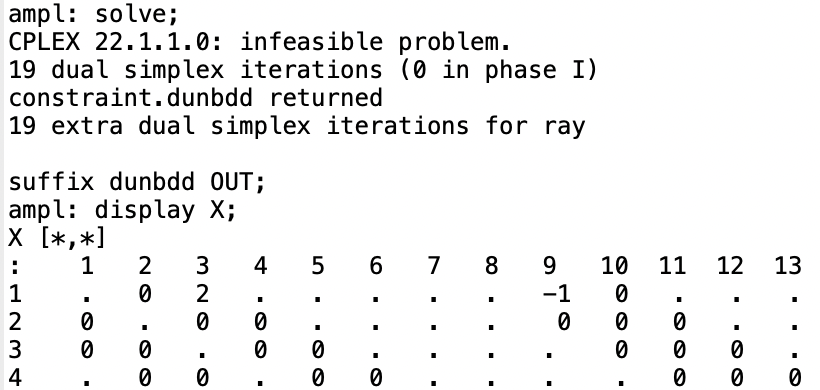 ampl: solve;
CPLEX 22.1.1.0: infeasible problem.
19 dual simplex iterations (0 in phase I)
constraint.dunbdd returned
19 extra dual simplex iterations for ray

suffix dunbdd OUT;
ampl: display X;
X [*,*]
:    1   2   3   4   5   6   7   8   9   10  11  12  13
1    .   0   2   .   .   .   .   .  -1   0   .   .   .
2    0   .   0   0   .   .   .   .   0   0   0   .   .
3    0   0   .   0   0   .   .   .   .   0   0   0   .
4    .   0   0   .   0   0   .   .   .   .   0   0   0